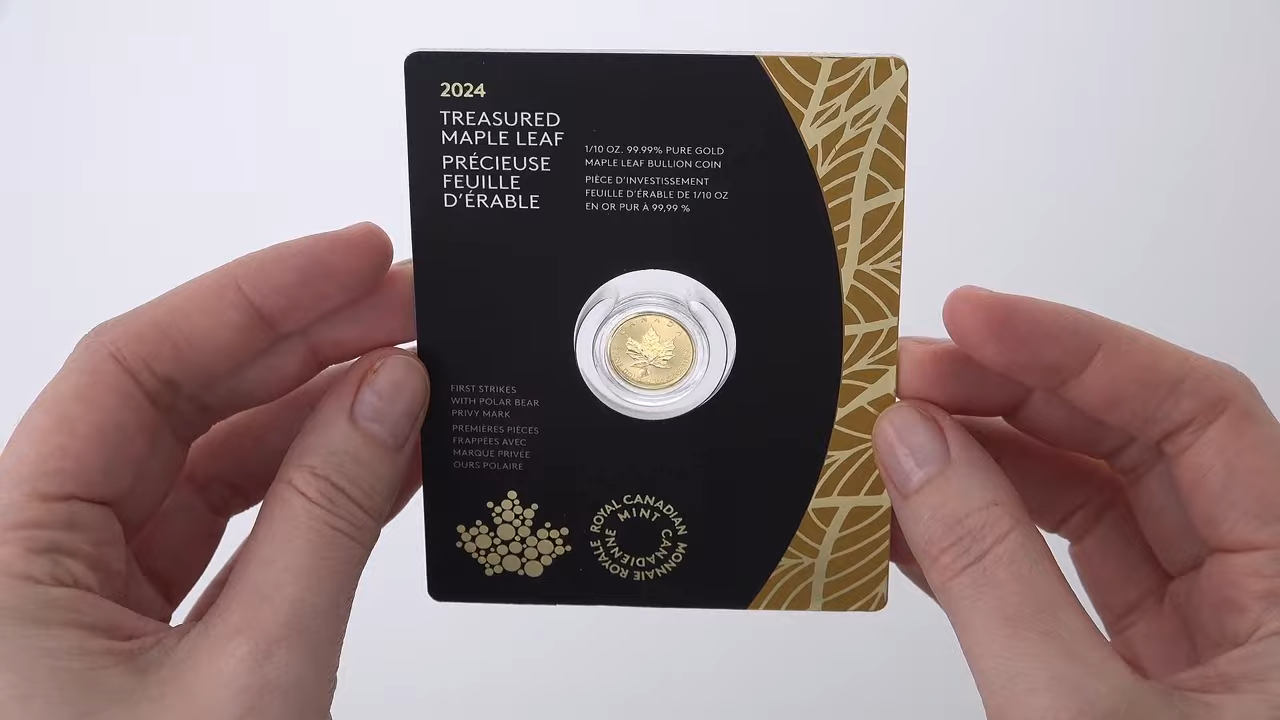 2024
TREASURED
MAPLE LEAF
PRÉCIEUSE
FEUILLE
D'ÉRABLE
1/10 OZ. 99.99% PURE GOLD
MAPLE LEAF BULLION COIN
PIÈCE D'INVESTISSEMENT
FEUILLE D'ÉRABLE DE 1/10 OZ
EN OR PUR À 99,99 %
CANADA
FIRST STRIKES
WITH POLAR BEAR
PRIVY MARK
PREMIÈRES PIÈCES
FRAPPÉES AVEC
MARQUE PRIVÉE
OURS POLAIRE
ROYAL CANADIAN
MINT
MONNAIE ROYALE
CANADIENNE